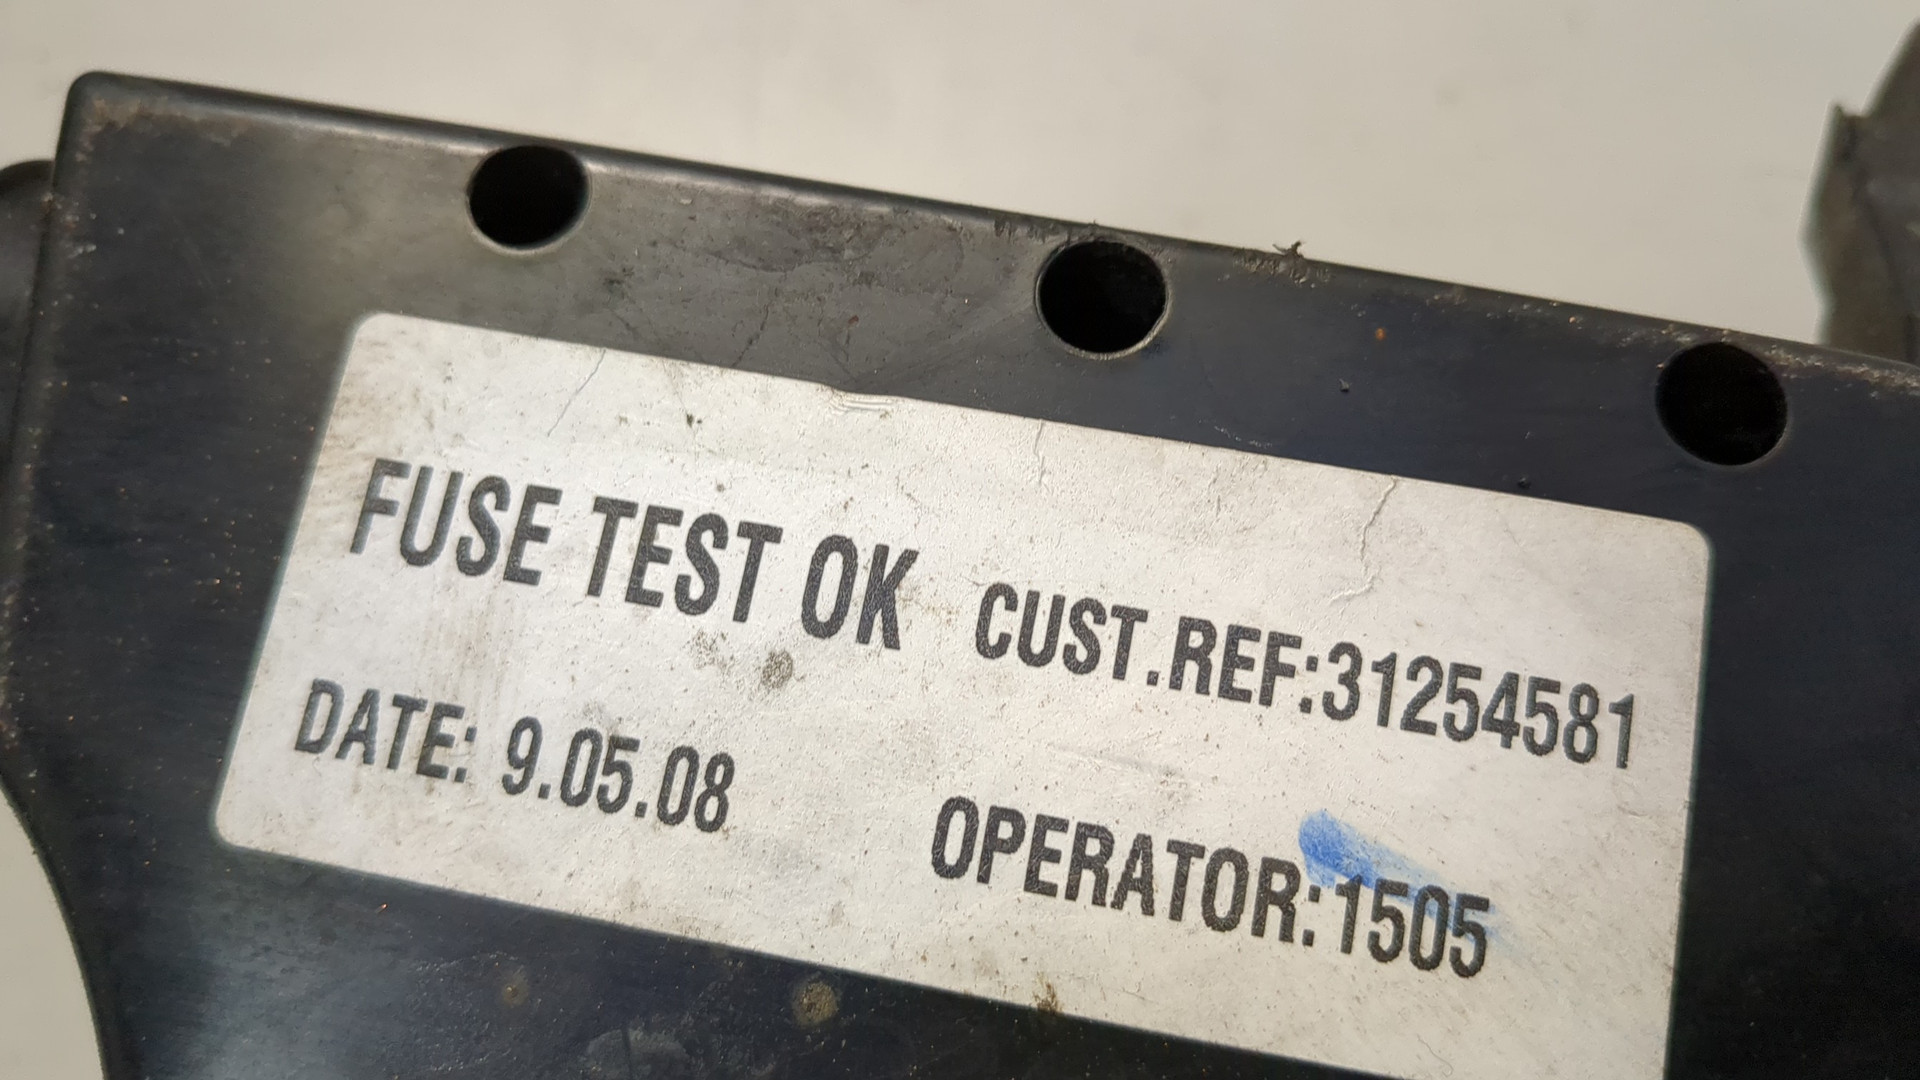 FUSE TEST OK CUST.REF:31254581
DATE: 9.05.08 OPERATOR:1505